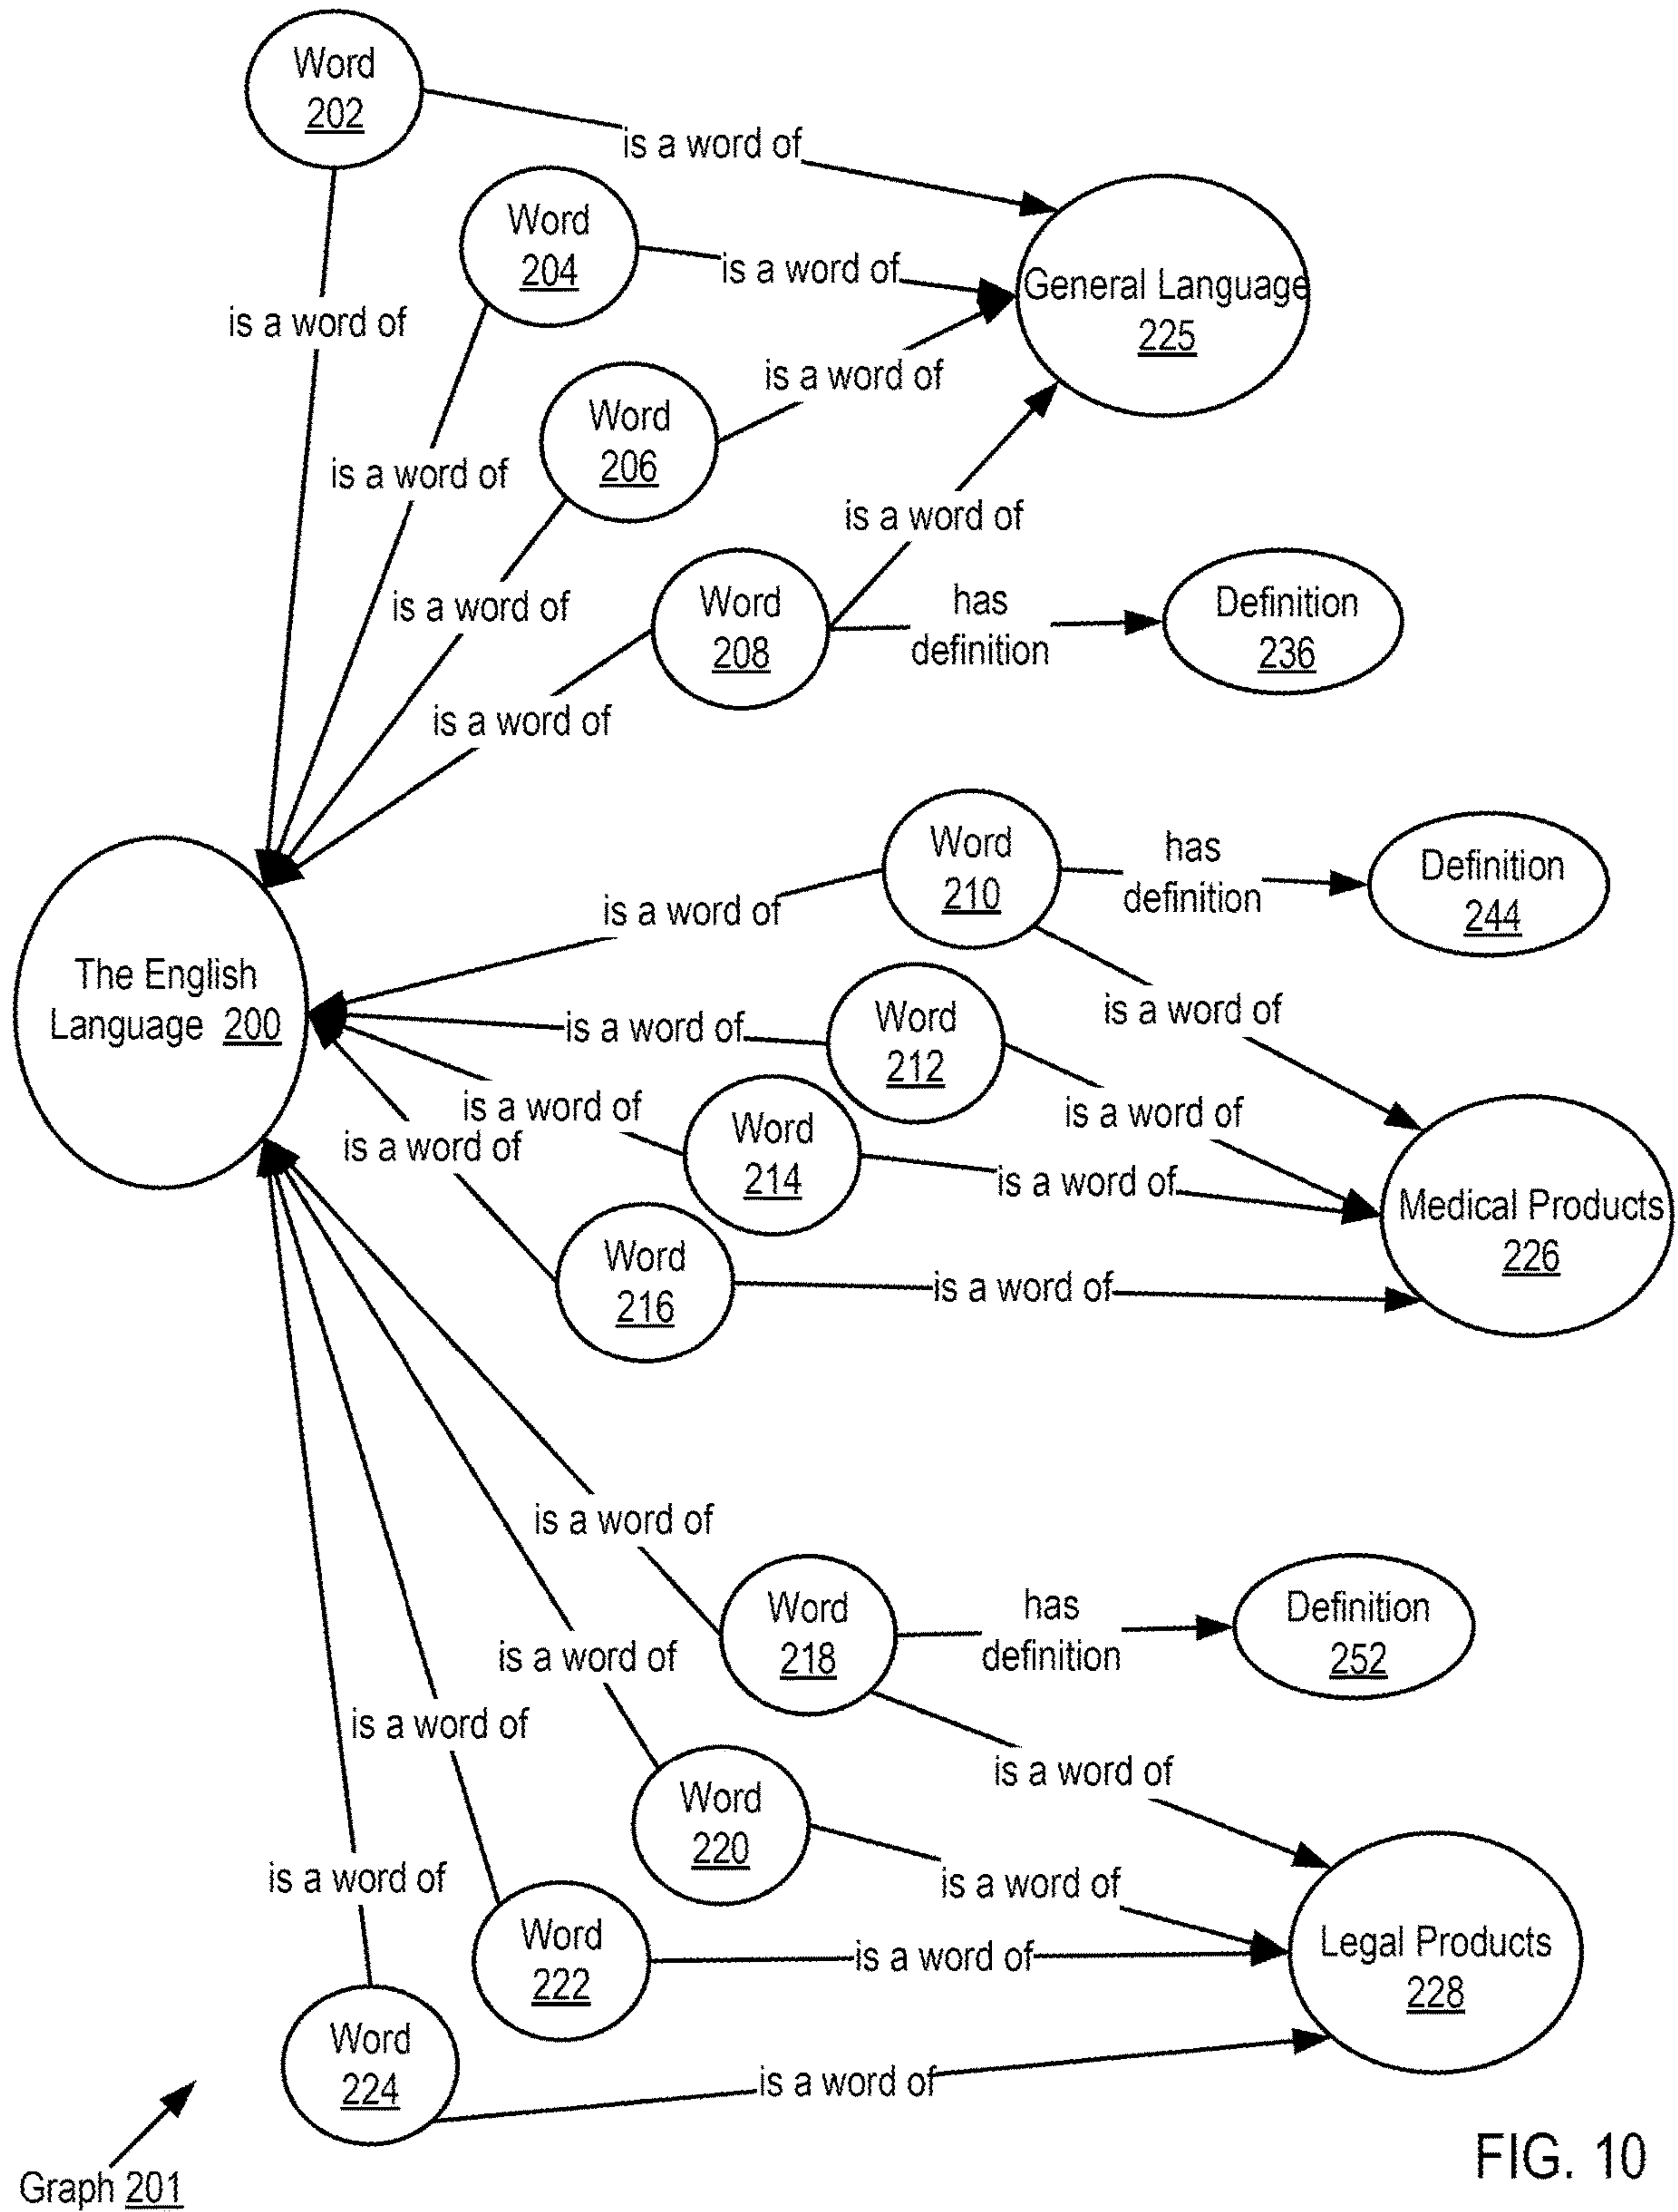 Word
202
is a word of
Word
204
is a word of
General Language
225
is a word of
is a word of
Word
206
is a word of
is a word of
is a word of
Word
208
has
definition
Definition
236
is a word of
is a word of
Word
210
has
definition
Definition
244
is a word of
The English
Language 200
is a word of
Word
212
is a word of
is a word of
is a word of
Word
214
is a word of
is a word of
Medical Products
226
Word
216
is a word of
is a word of
Word
218
has
definition
Definition
252
is a word of
is a word of
is a word of
Word
220
is a word of
is a word of
Word
222
is a word of
Legal Products
228
Word
224
is a word of
Graph 201
FIG. 10